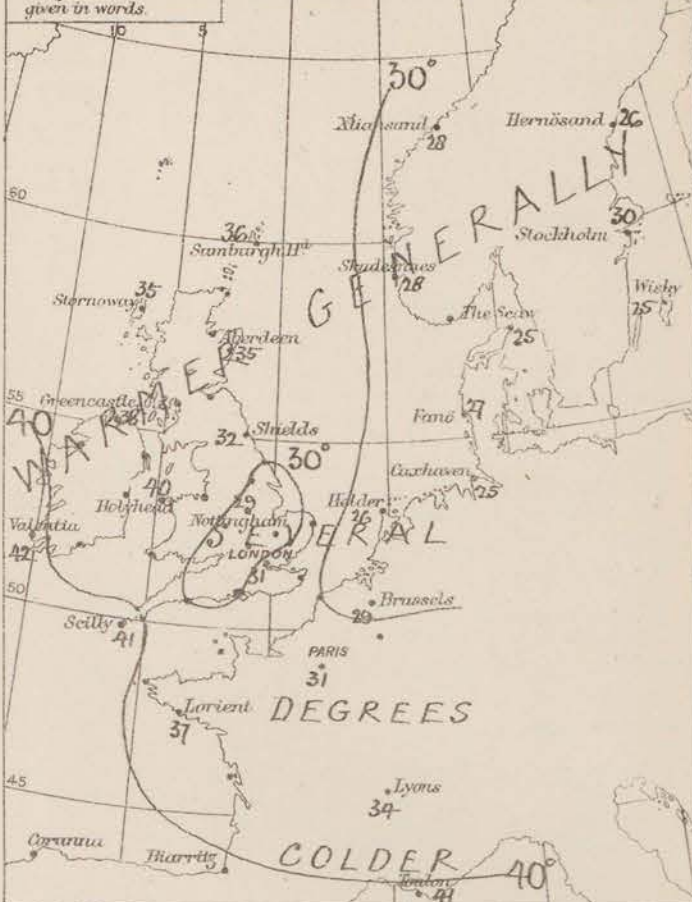 given in words.
10 5
30°
Xtiansand
28
Hernösand 26
60
GENERALLY
30
Stockholm
36
Sumburgh Hd
Skudesnaes
28
Wisby
25
Stornoway 35
The Scaw
25
Aberdeen
35
WARMER
55
Greencastle
38
40
Fanö 27
Shields
32
30°
Cuxhaven
25
40
Holyhead
29
Nottingham
Helder
26
Valentia
42
SEVERAL
LONDON
31
50
Brussels
29
Scilly
41
PARIS
31
Lorient
37
DEGREES
45
Lyons
34
Corunna
Biarritz
COLDER
40°
Toulon
41